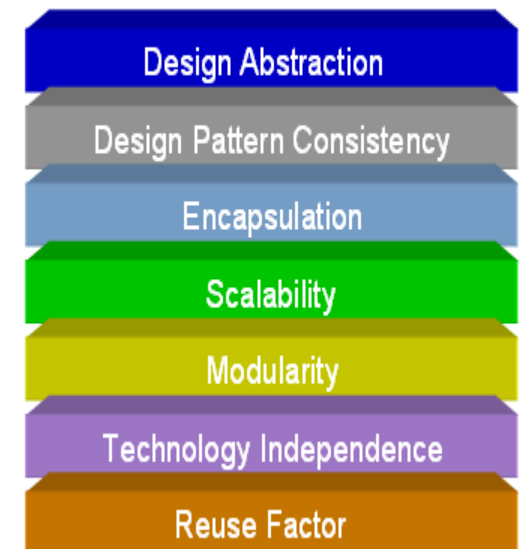 Design Abstraction
Design Pattern Consistency
Encapsulation
Scalability
Modularity
Technology Independence
Reuse Factor